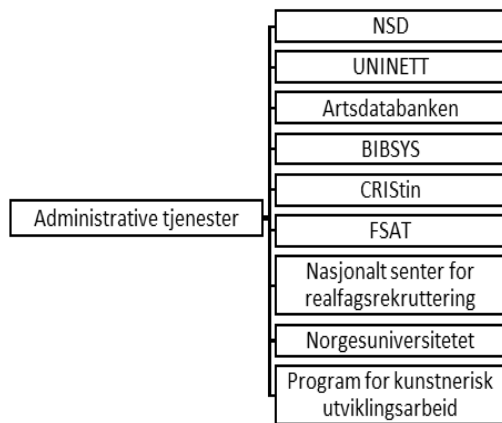 NSD
UNINETT
Artsdatabanken
BIBSYS
CRIStin
Administrative tjenester
FSAT
Nasjonalt senter for
realfagsrekruttering
Norgesuniversitetet
Program for kunstnerisk
utviklingsarbeid